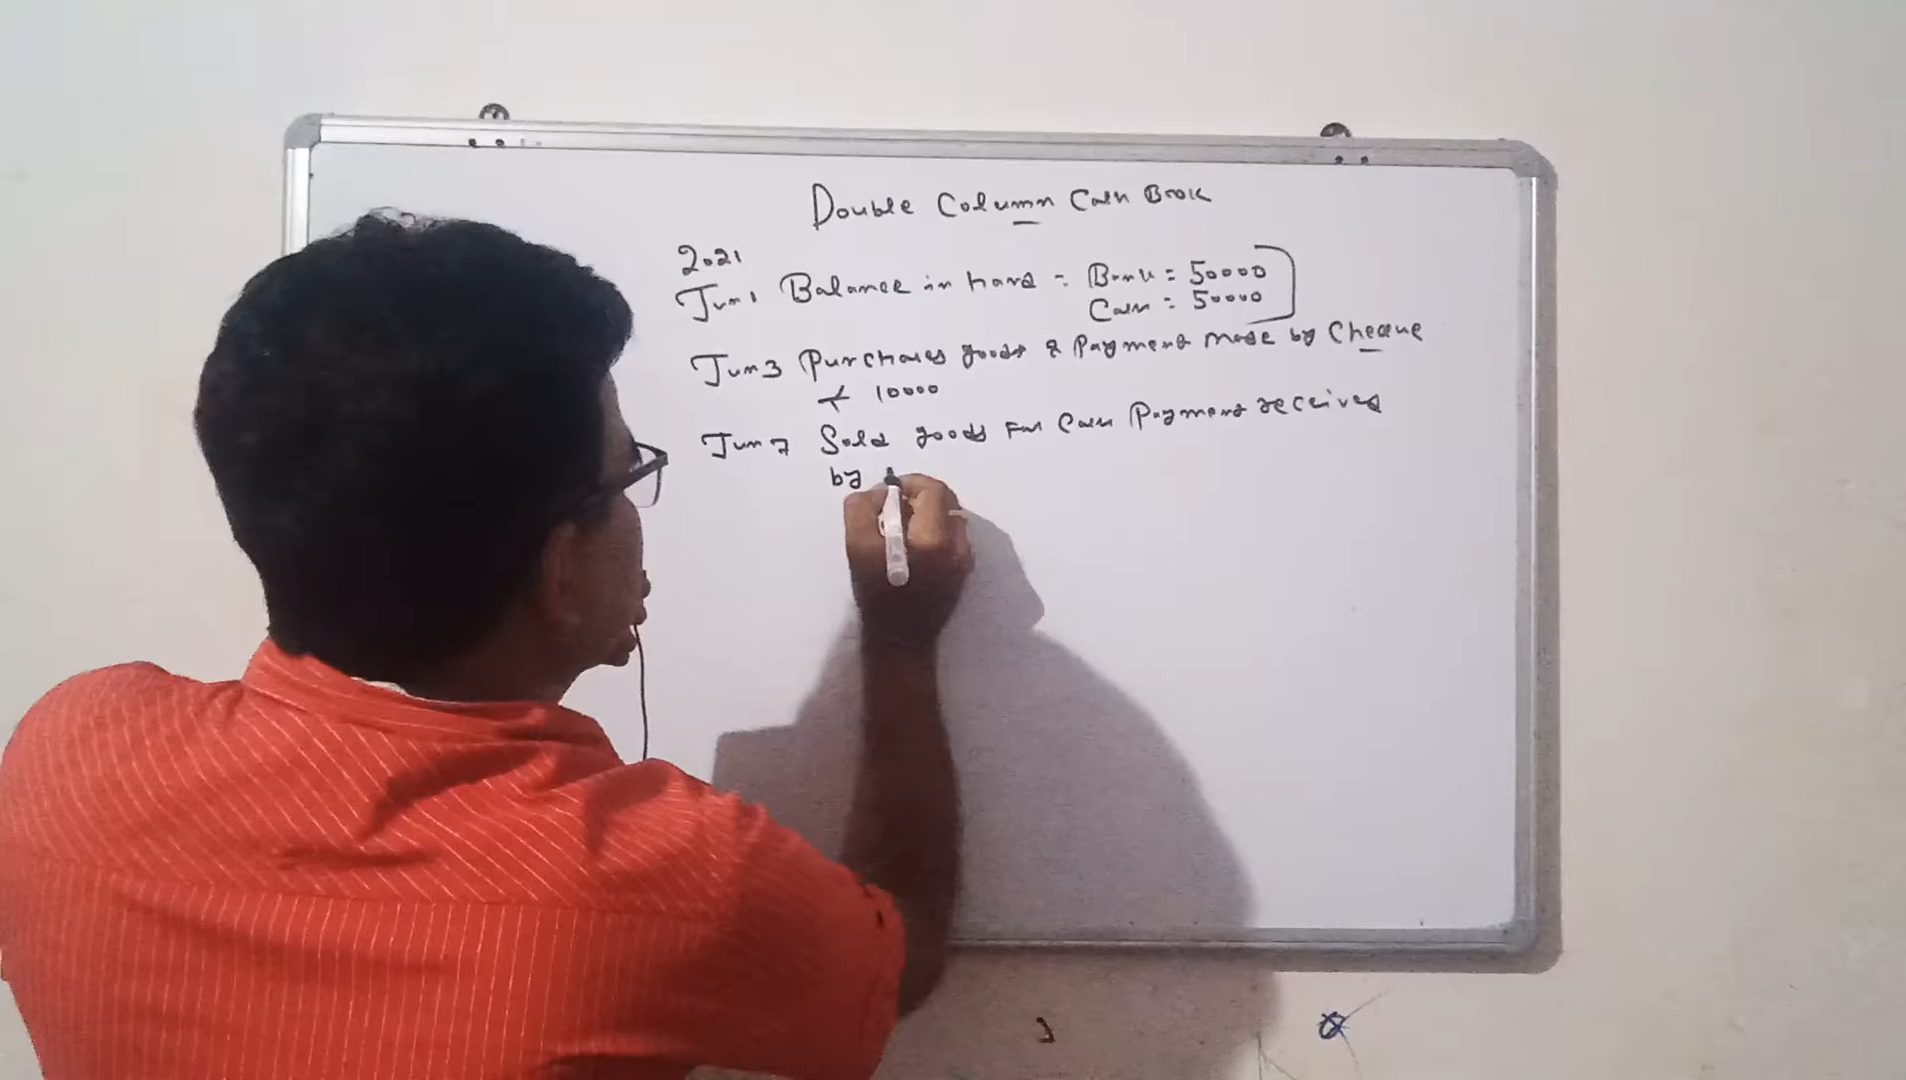 Double Column Cash Book
2021
Jun 1 Balance in hand = Bank = 50000
Cash = 50000
Jun 3 Purchases goods & Payment made by Cheque
10000
Jun 7 Sold goods for Cash Payment received
by